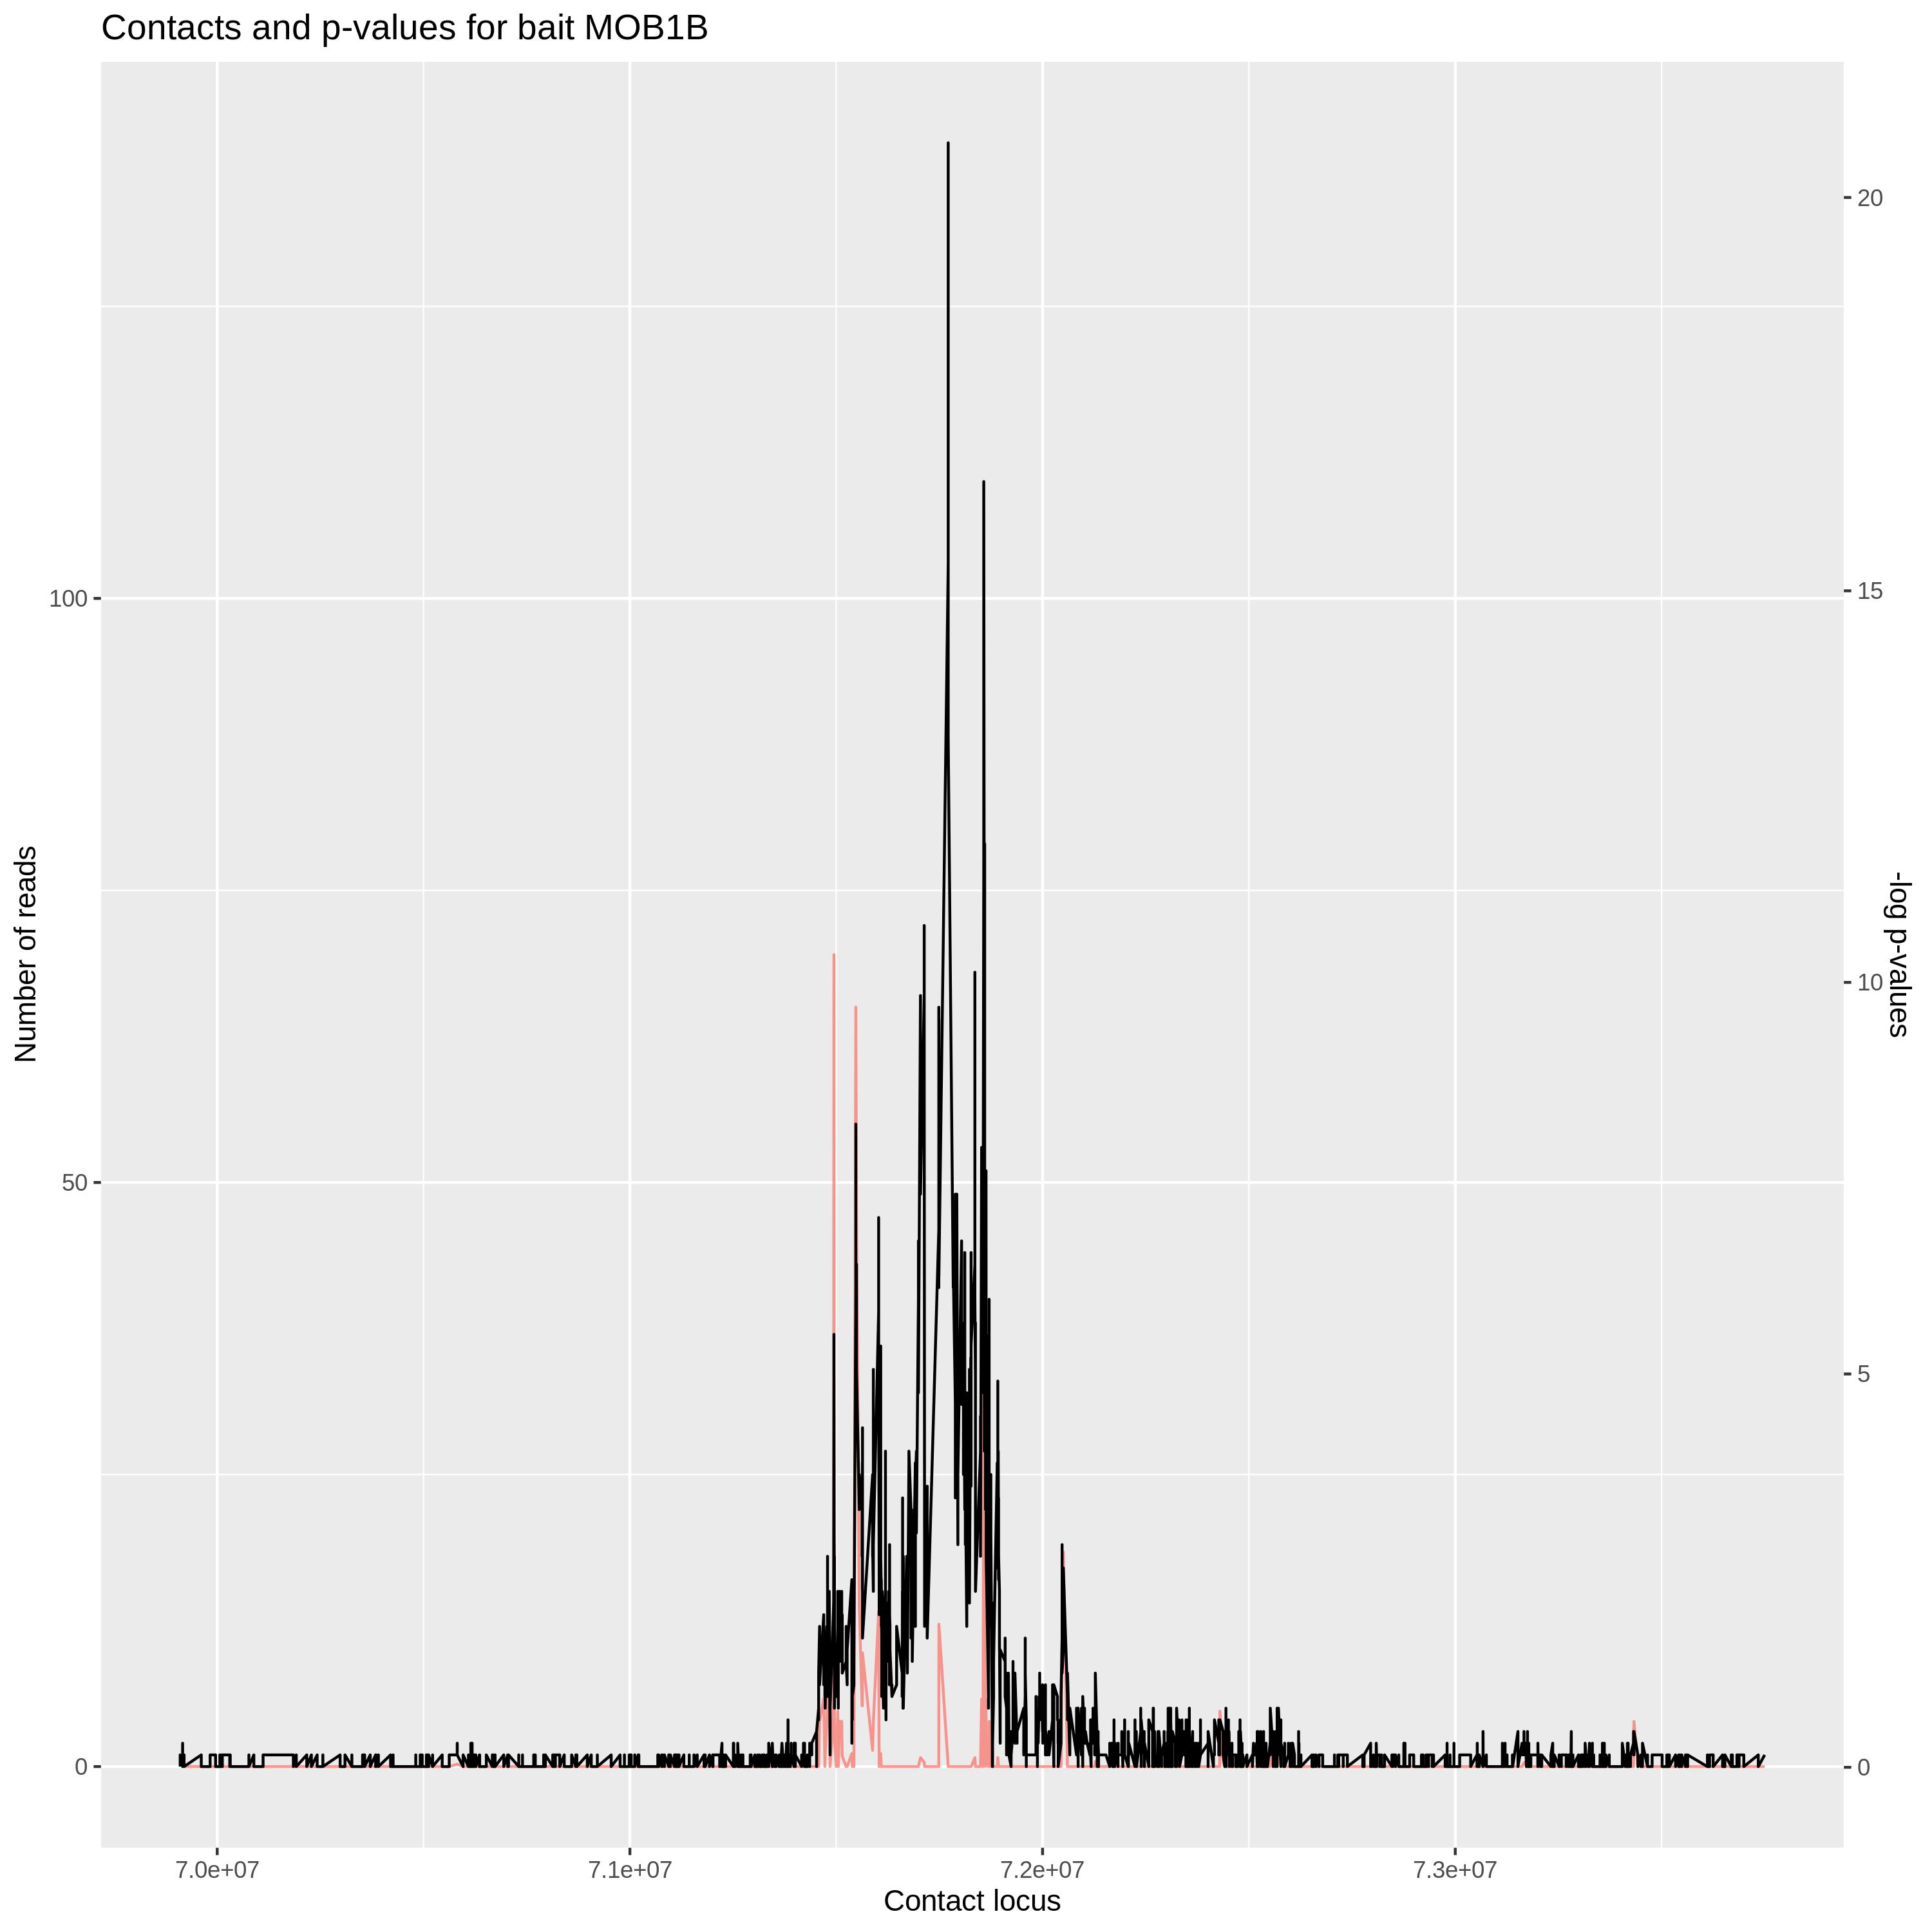 Contacts and p-values for bait MOB1B
Number of reads
100
50
0
20
15
10
5
0
-log p-values
7.0e+07
7.1e+07
7.2e+07
7.3e+07
Contact locus